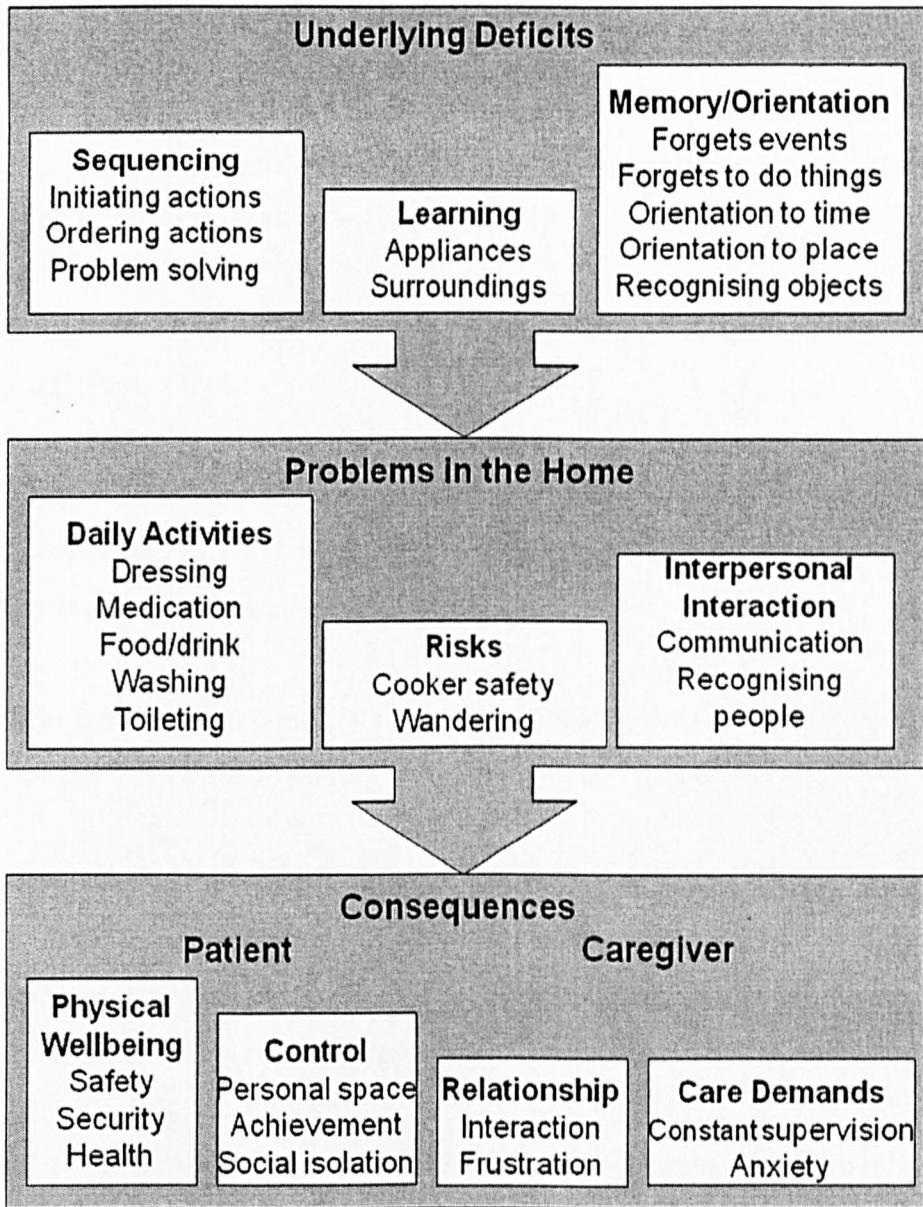 Underlying Deficits
Sequencing
Initiating actions
Ordering actions
Problem solving
Learning
Appliances
Surroundings
Memory/Orientation
Forgets events
Forgets to do things
Orientation to time
Orientation to place
Recognising objects
Problems in the Home
Daily Activities
Dressing
Medication
Food/drink
Washing
Toileting
Risks
Cooker safety
Wandering
Interpersonal
Interaction
Communication
Recognising
people
Consequences
Patient
Caregiver
Physical
Wellbeing
Safety
Security
Health
Control
Personal space
Achievement
Social isolation
Relationship
Interaction
Frustration
Care Demands
Constant supervision
Anxiety